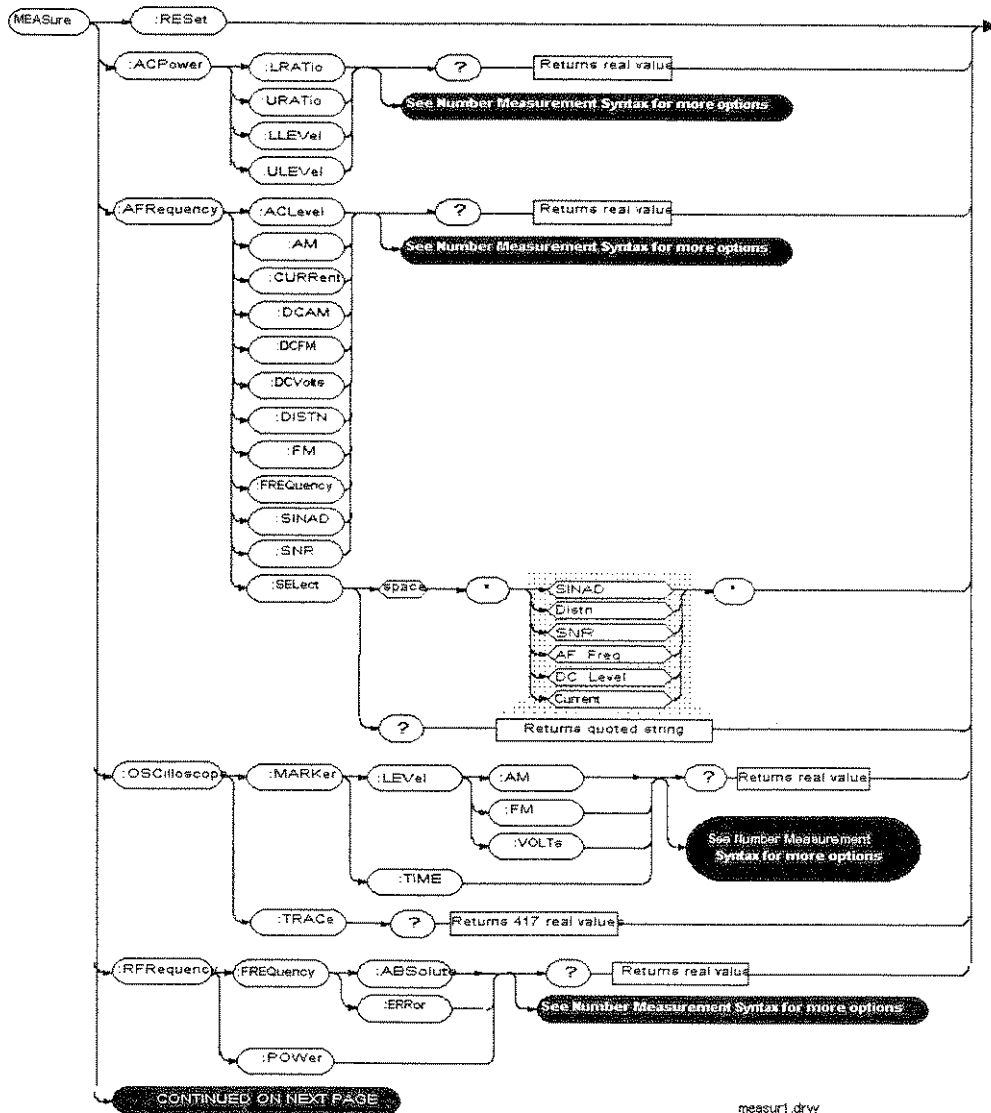 MEASure :RESet
:ACPower :LRATio ? Returns real value
:URATio See Number Measurement Syntax for more options
:LLEVel
:ULEVel
:AFRequency :ACLevel ? Returns real value
:AM See Number Measurement Syntax for more options
:CURRent
:DCAM
:DCFM
:DCVolts
:DISTN
:FM
:FREQuency
:SINAD
:SNR
:SELect space " SINAD "
Distn
SNR
AF Freq
DC Level
Current
? Returns quoted string
:OSCilloscope :MARKer :LEVel :AM ? Returns real value
:FM
:VOLTs
See Number Measurement
Syntax for more options
:TIME
:TRACe ? Returns 417 real values
:RFRequency :FREQuency :ABSolute ? Returns real value
:ERRor See Number Measurement Syntax for more options
:POWer
CONTINUED ON NEXT PAGE
measur1.drw